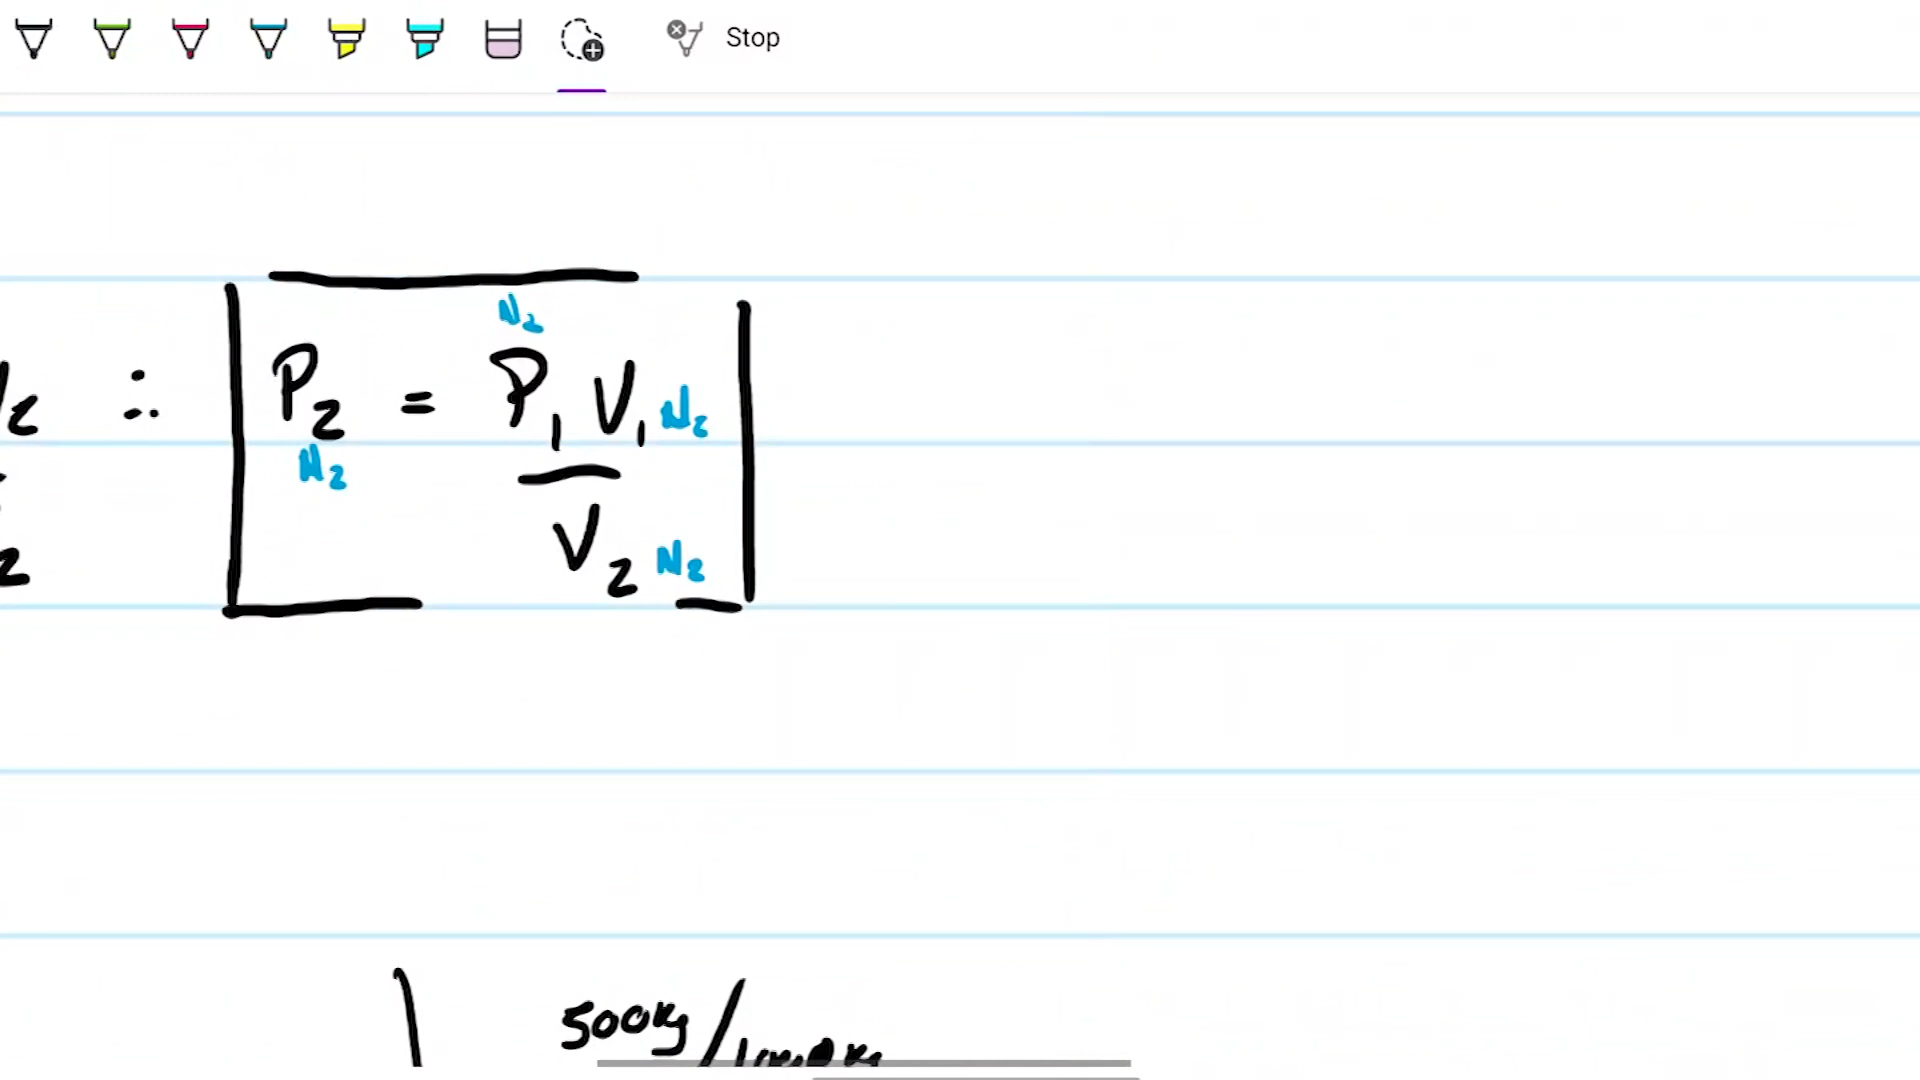 Stop
N₂
∴ P₂ = P₁ V₁ N₂
N₂
V₂ N₂
500kg /